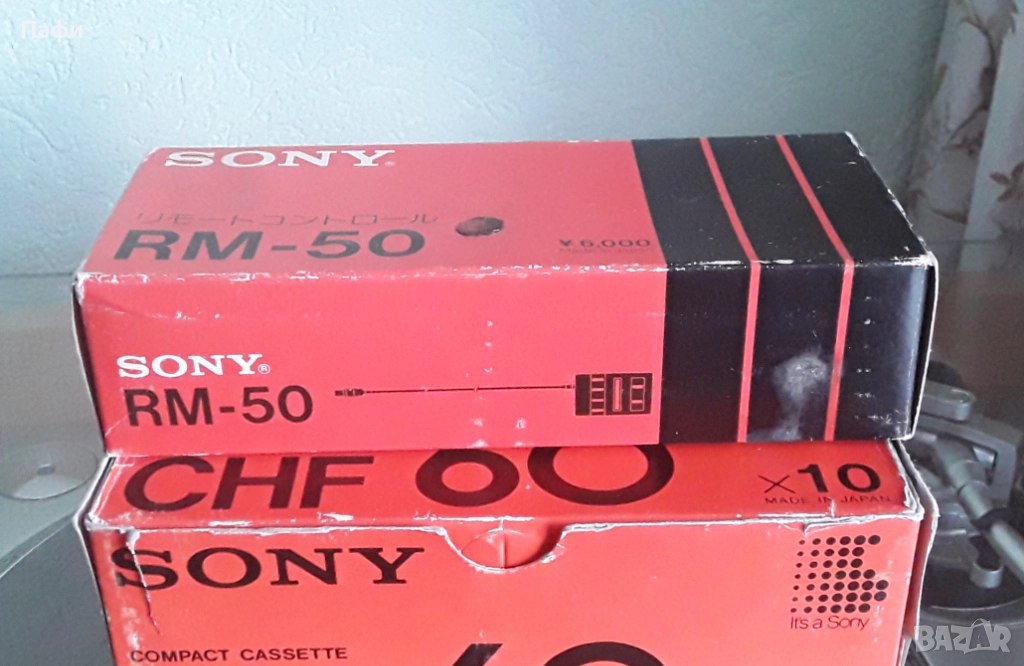 Пафи
SONY®
リモートコントロール
RM-50
¥6,000
SONY®
RM-50
CHF 60
×10
MADE IN JAPAN
SONY
It's a Sony
COMPACT CASSETTE
60
BAZAR